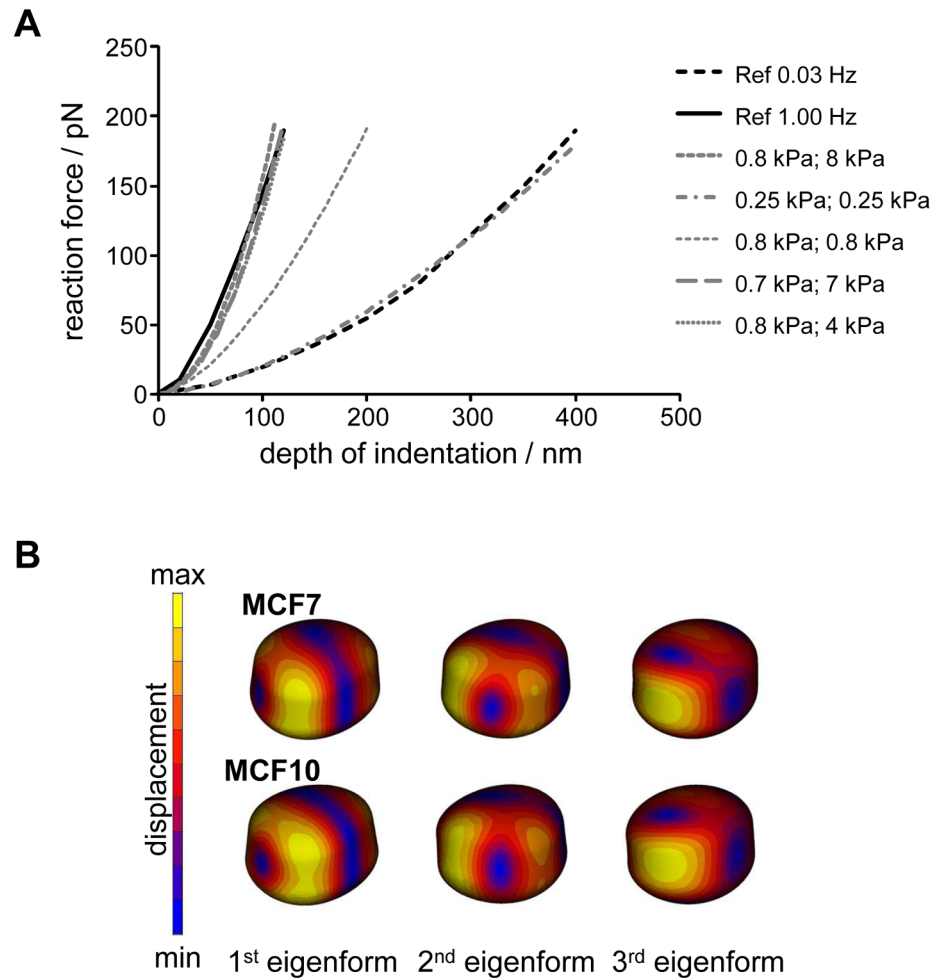 A
250
200
150
100
50
0
reaction force / pN
0 100 200 300 400 500
depth of indentation / nm
Ref 0.03 Hz
Ref 1.00 Hz
0.8 kPa; 8 kPa
0.25 kPa; 0.25 kPa
0.8 kPa; 0.8 kPa
0.7 kPa; 7 kPa
0.8 kPa; 4 kPa
B
max
displacement
min
MCF7
MCF10
1st eigenform 2nd eigenform 3rd eigenform